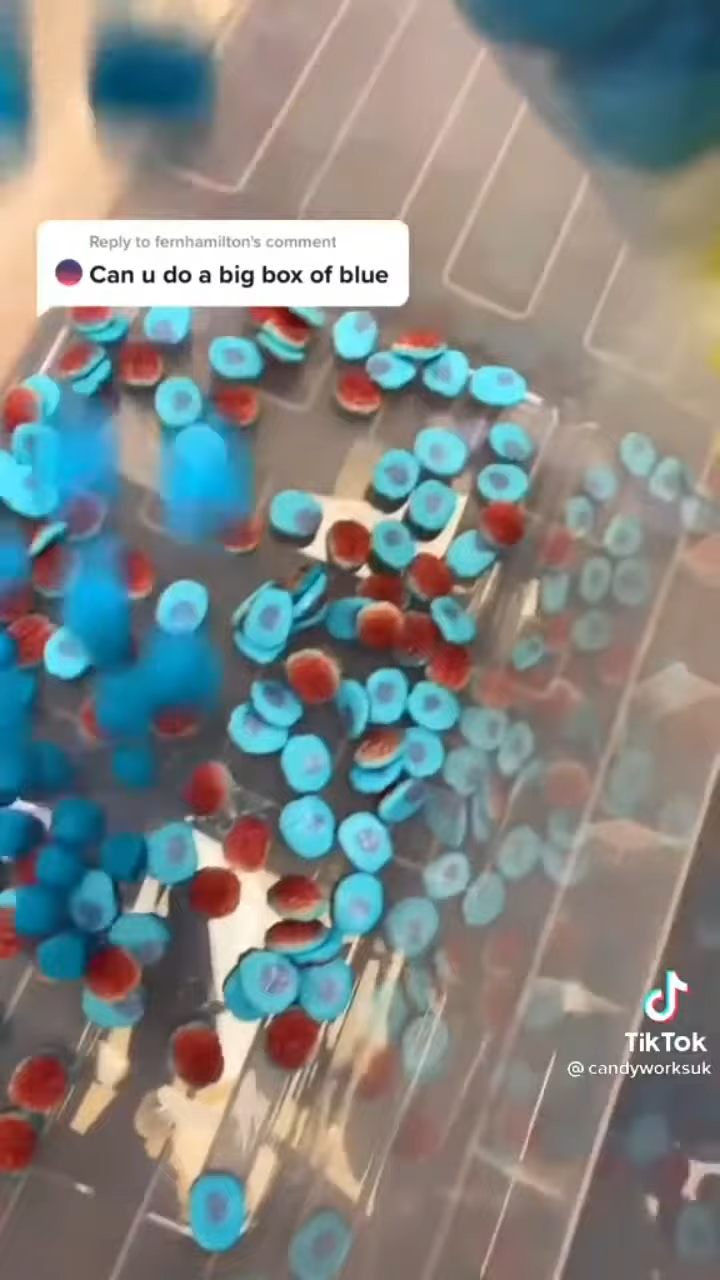 Reply to fernhamilton's comment
Can u do a big box of blue
TikTok
@candyworksuk